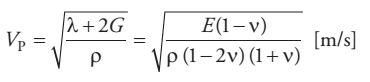 V_P = √((λ + 2G)/ρ) = √(E(1 − ν)/(ρ (1 − 2ν) (1 + ν))) [m/s]